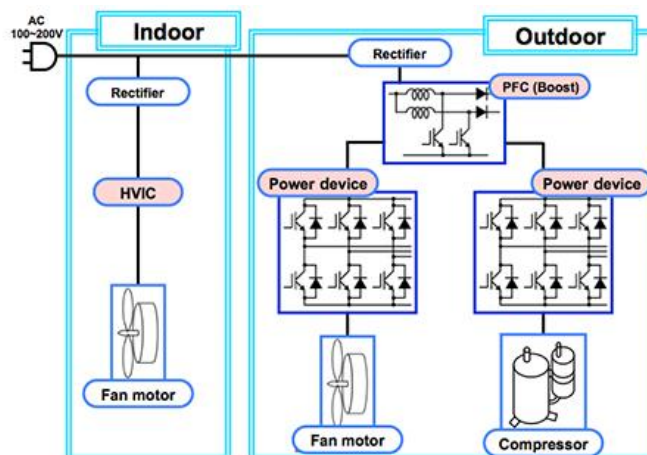 AC
100~200V
Indoor
Outdoor
Rectifier
Rectifier
PFC (Boost)
HVIC
Power device
Power device
Fan motor
Fan motor
Compressor